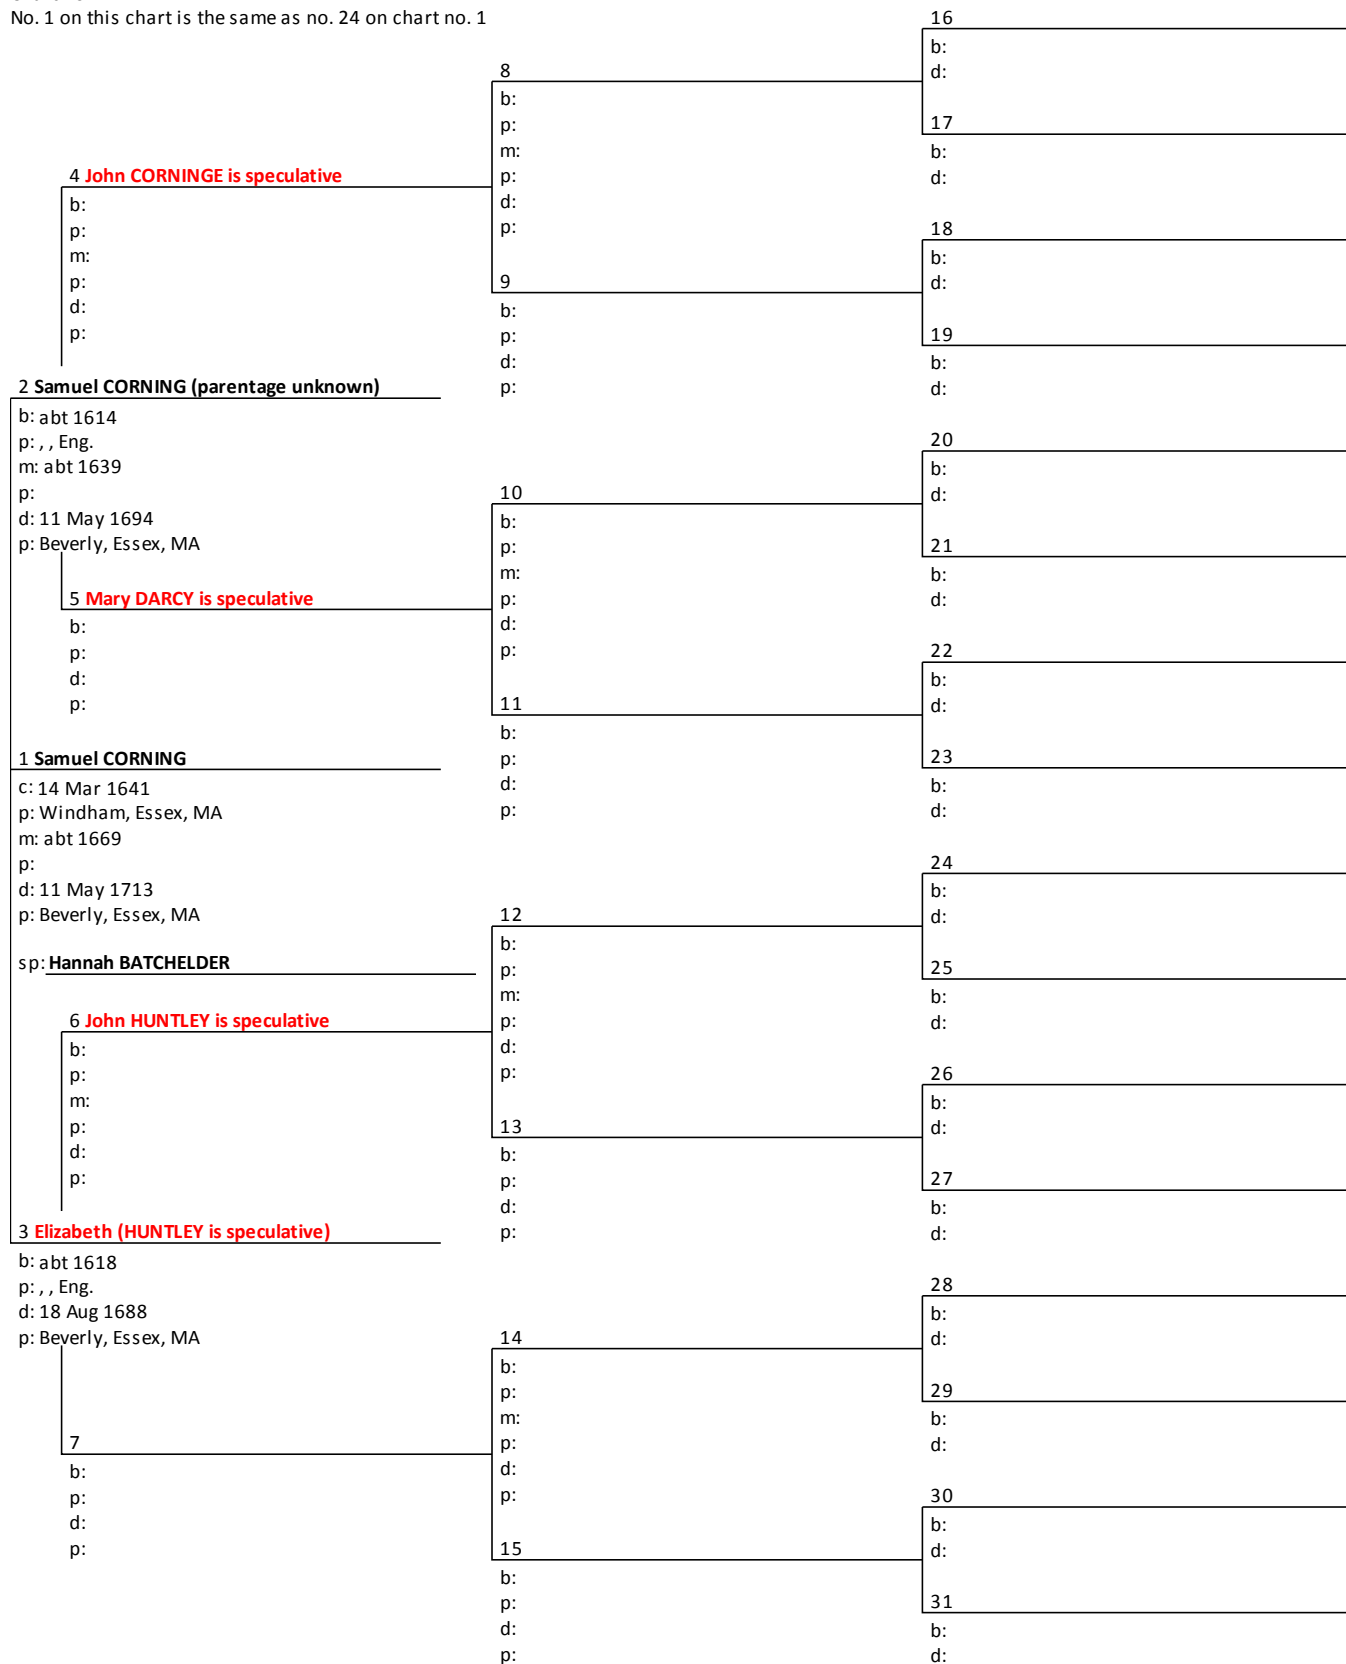 No. 1 on this chart is the same as no. 24 on chart no. 1
16
b:
d:
8
b:
p:
m:
p:
d:
p:
17
b:
d:
4 John CORNINGE is speculative
b:
p:
m:
p:
d:
p:
18
b:
d:
9
b:
p:
d:
p:
19
b:
d:
2 Samuel CORNING (parentage unknown)
b: abt 1614
p: , , Eng.
m: abt 1639
p:
d: 11 May 1694
p: Beverly, Essex, MA
20
b:
d:
10
b:
p:
m:
p:
d:
p:
21
b:
d:
5 Mary DARCY is speculative
b:
p:
d:
p:
22
b:
d:
11
b:
p:
d:
p:
23
b:
d:
1 Samuel CORNING
c: 14 Mar 1641
p: Windham, Essex, MA
m: abt 1669
p:
d: 11 May 1713
p: Beverly, Essex, MA
sp: Hannah BATCHELDER
24
b:
d:
12
b:
p:
m:
p:
d:
p:
25
b:
d:
6 John HUNTLEY is speculative
b:
p:
m:
p:
d:
p:
26
b:
d:
13
b:
p:
d:
p:
27
b:
d:
3 Elizabeth (HUNTLEY is speculative)
b: abt 1618
p: , , Eng.
d: 18 Aug 1688
p: Beverly, Essex, MA
28
b:
d:
14
b:
p:
m:
p:
d:
p:
29
b:
d:
7
b:
p:
d:
p:
30
b:
d:
15
b:
p:
d:
p:
31
b:
d: